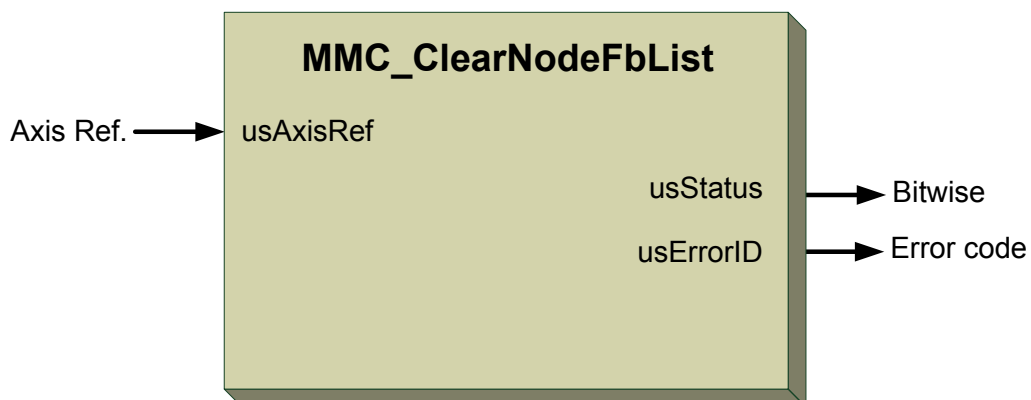 MMC_ClearNodeFbList
Axis Ref. usAxisRef
usStatus Bitwise
usErrorID Error code